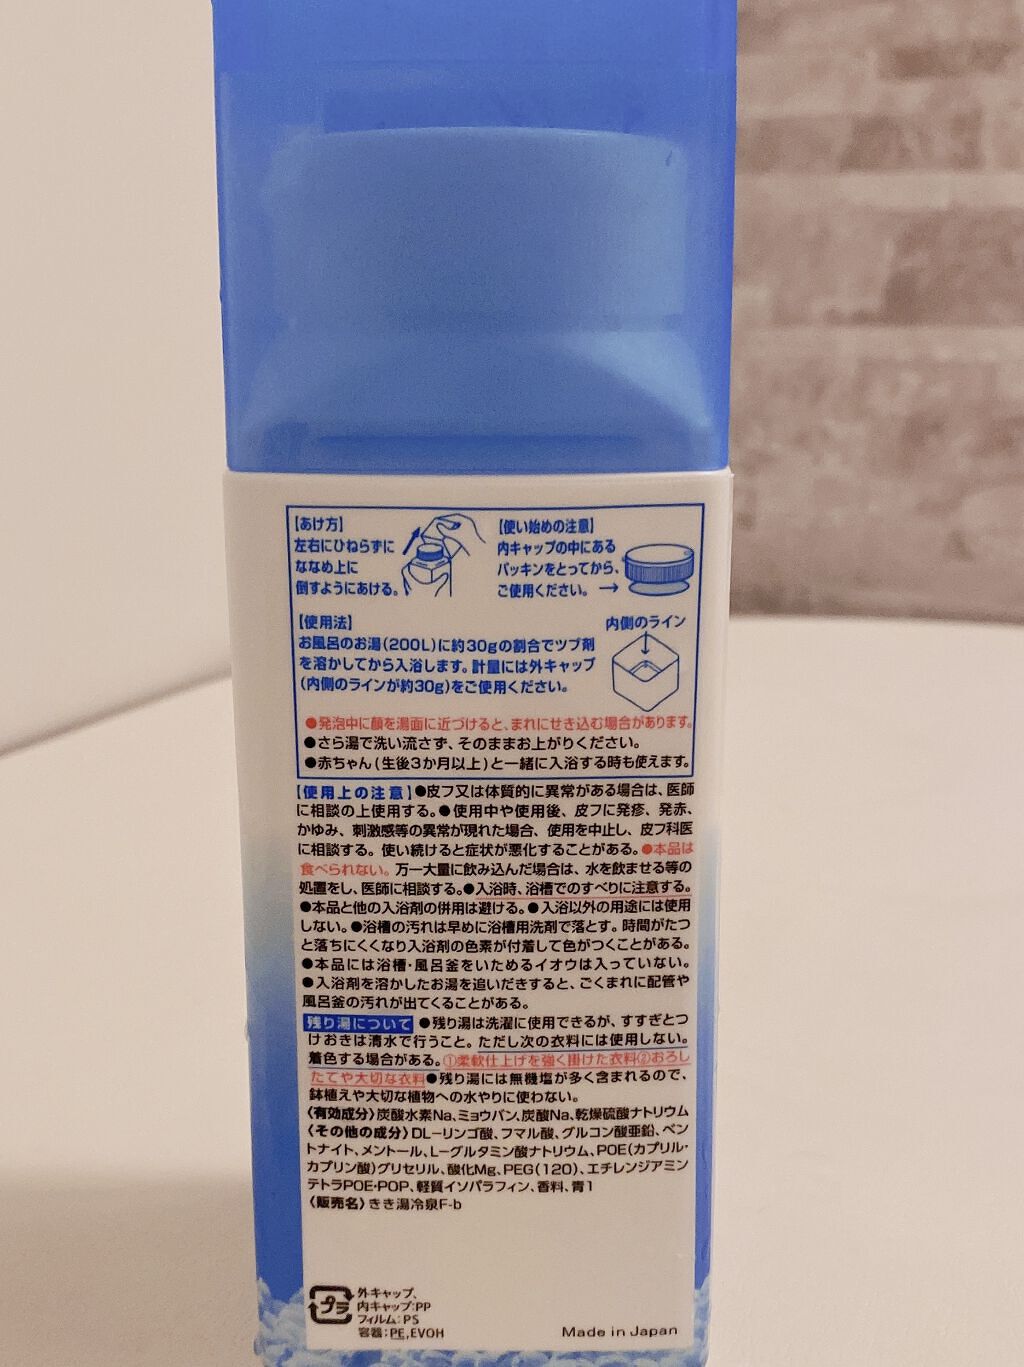 【あけ方】
左右にひねらずに
ななめ上に
倒すようにあける。
【使い始めの注意】
内キャップの中にある
パッキンをとってから、
ご使用ください。→
【使用法】
お風呂のお湯(200L)に約30gの割合でツブ剤
を溶かしてから入浴します。計量には外キャップ
(内側のラインが約30g)をご使用ください。
内側のライン
●発泡中に顔を湯面に近づけると、まれにせき込む場合があります。
●さら湯で洗い流さず、そのままお上がりください。
●赤ちゃん(生後3か月以上)と一緒に入浴する時も使えます。
【使用上の注意】●皮フ又は体質的に異常がある場合は、医師
に相談の上使用する。●使用中や使用後、皮フに発疹、発赤、
かゆみ、刺激感等の異常が現れた場合、使用を中止し、皮フ科医
に相談する。使い続けると症状が悪化することがある。●本品は
食べられない。万一大量に飲み込んだ場合は、水を飲ませる等の
処置をし、医師に相談する。●入浴時、浴槽でのすべりに注意する。
●本品と他の入浴剤の併用は避ける。●入浴以外の用途には使用
しない。●浴槽の汚れは早めに浴槽用洗剤で落とす。時間がたつ
と落ちにくくなり入浴剤の色素が付着して色がつくことがある。
●本品には浴槽・風呂釜をいためるイオウは入っていない。
●入浴剤を溶かしたお湯を追いだきすると、ごくまれに配管や
風呂釜の汚れが出てくることがある。
残り湯について ●残り湯は洗濯に使用できるが、すすぎとつ
けおきは清水で行うこと。ただし次の衣料には使用しない。
着色する場合がある。①柔軟仕上げを強く掛けた衣料②おろし
たてや大切な衣料●残り湯には無機塩が多く含まれるので、
鉢植えや大切な植物への水やりに使わない。
〈有効成分〉炭酸水素Na、ミョウバン、炭酸Na、乾燥硫酸ナトリウム
〈その他の成分〉DL-リンゴ酸、フマル酸、グルコン酸亜鉛、ベン
トナイト、メントール、L-グルタミン酸ナトリウム、POE(カプリル・
カプリン酸)グリセリル、酸化Mg、PEG(120)、エチレンジアミン
テトラPOE・POP、軽質イソパラフィン、香料、青1
〈販売名〉きき湯冷泉F-b
プラ
外キャップ、
内キャップ:PP
フィルム:PS
容器:PE,EVOH
Made in Japan